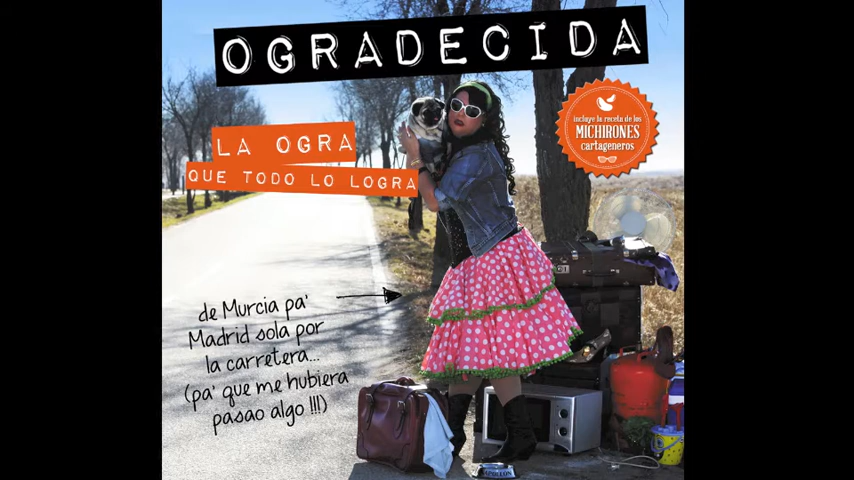 OGRADECIDA
LA OGRA
QUE TODO LO LOGRA
incluye la receta de los
MICHIRONES
cartageneros
de Murcia pa'
Madrid sola por
la carretera...
(pa' que me hubiera
pasao algo !!!)